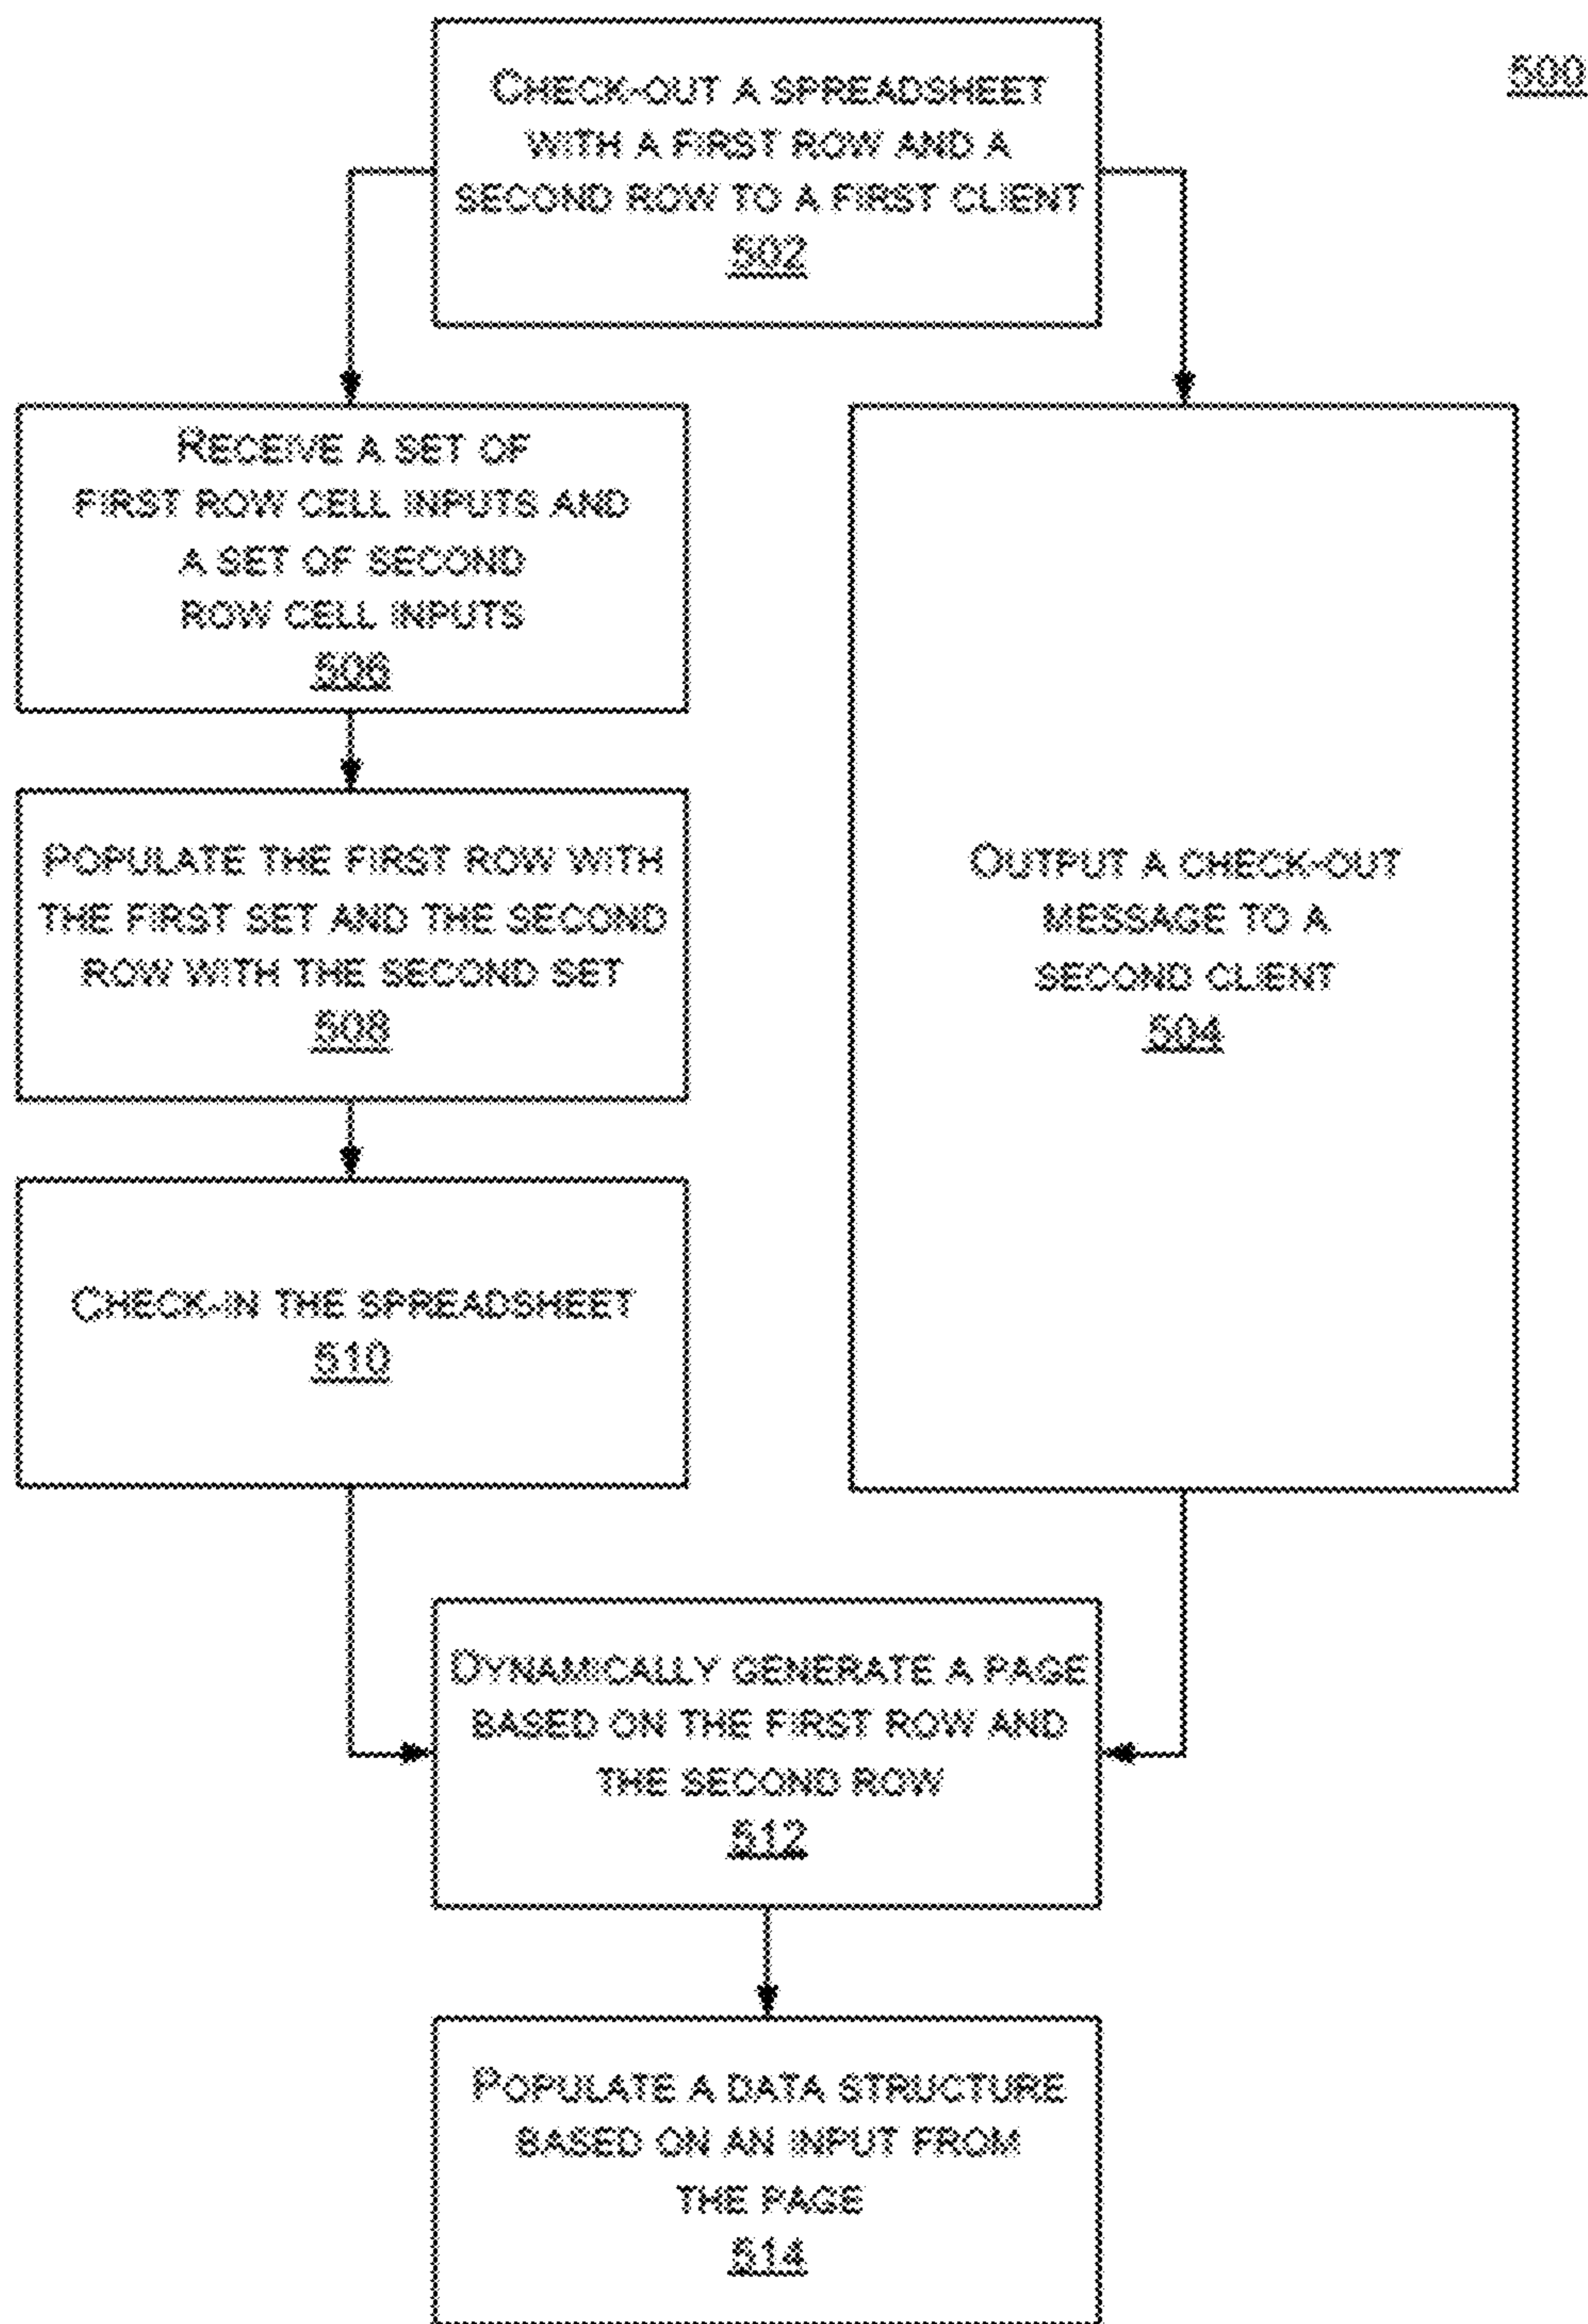 500
CHECK-OUT A SPREADSHEET
WITH A FIRST ROW AND A
SECOND ROW TO A FIRST CLIENT
502
RECEIVE A SET OF
FIRST ROW CELL INPUTS AND
A SET OF SECOND
ROW CELL INPUTS
506
POPULATE THE FIRST ROW WITH
THE FIRST SET AND THE SECOND
ROW WITH THE SECOND SET
508
CHECK-IN THE SPREADSHEET
510
OUTPUT A CHECK-OUT
MESSAGE TO A
SECOND CLIENT
504
DYNAMICALLY GENERATE A PAGE
BASED ON THE FIRST ROW AND
THE SECOND ROW
512
POPULATE A DATA STRUCTURE
BASED ON AN INPUT FROM
THE PAGE
514